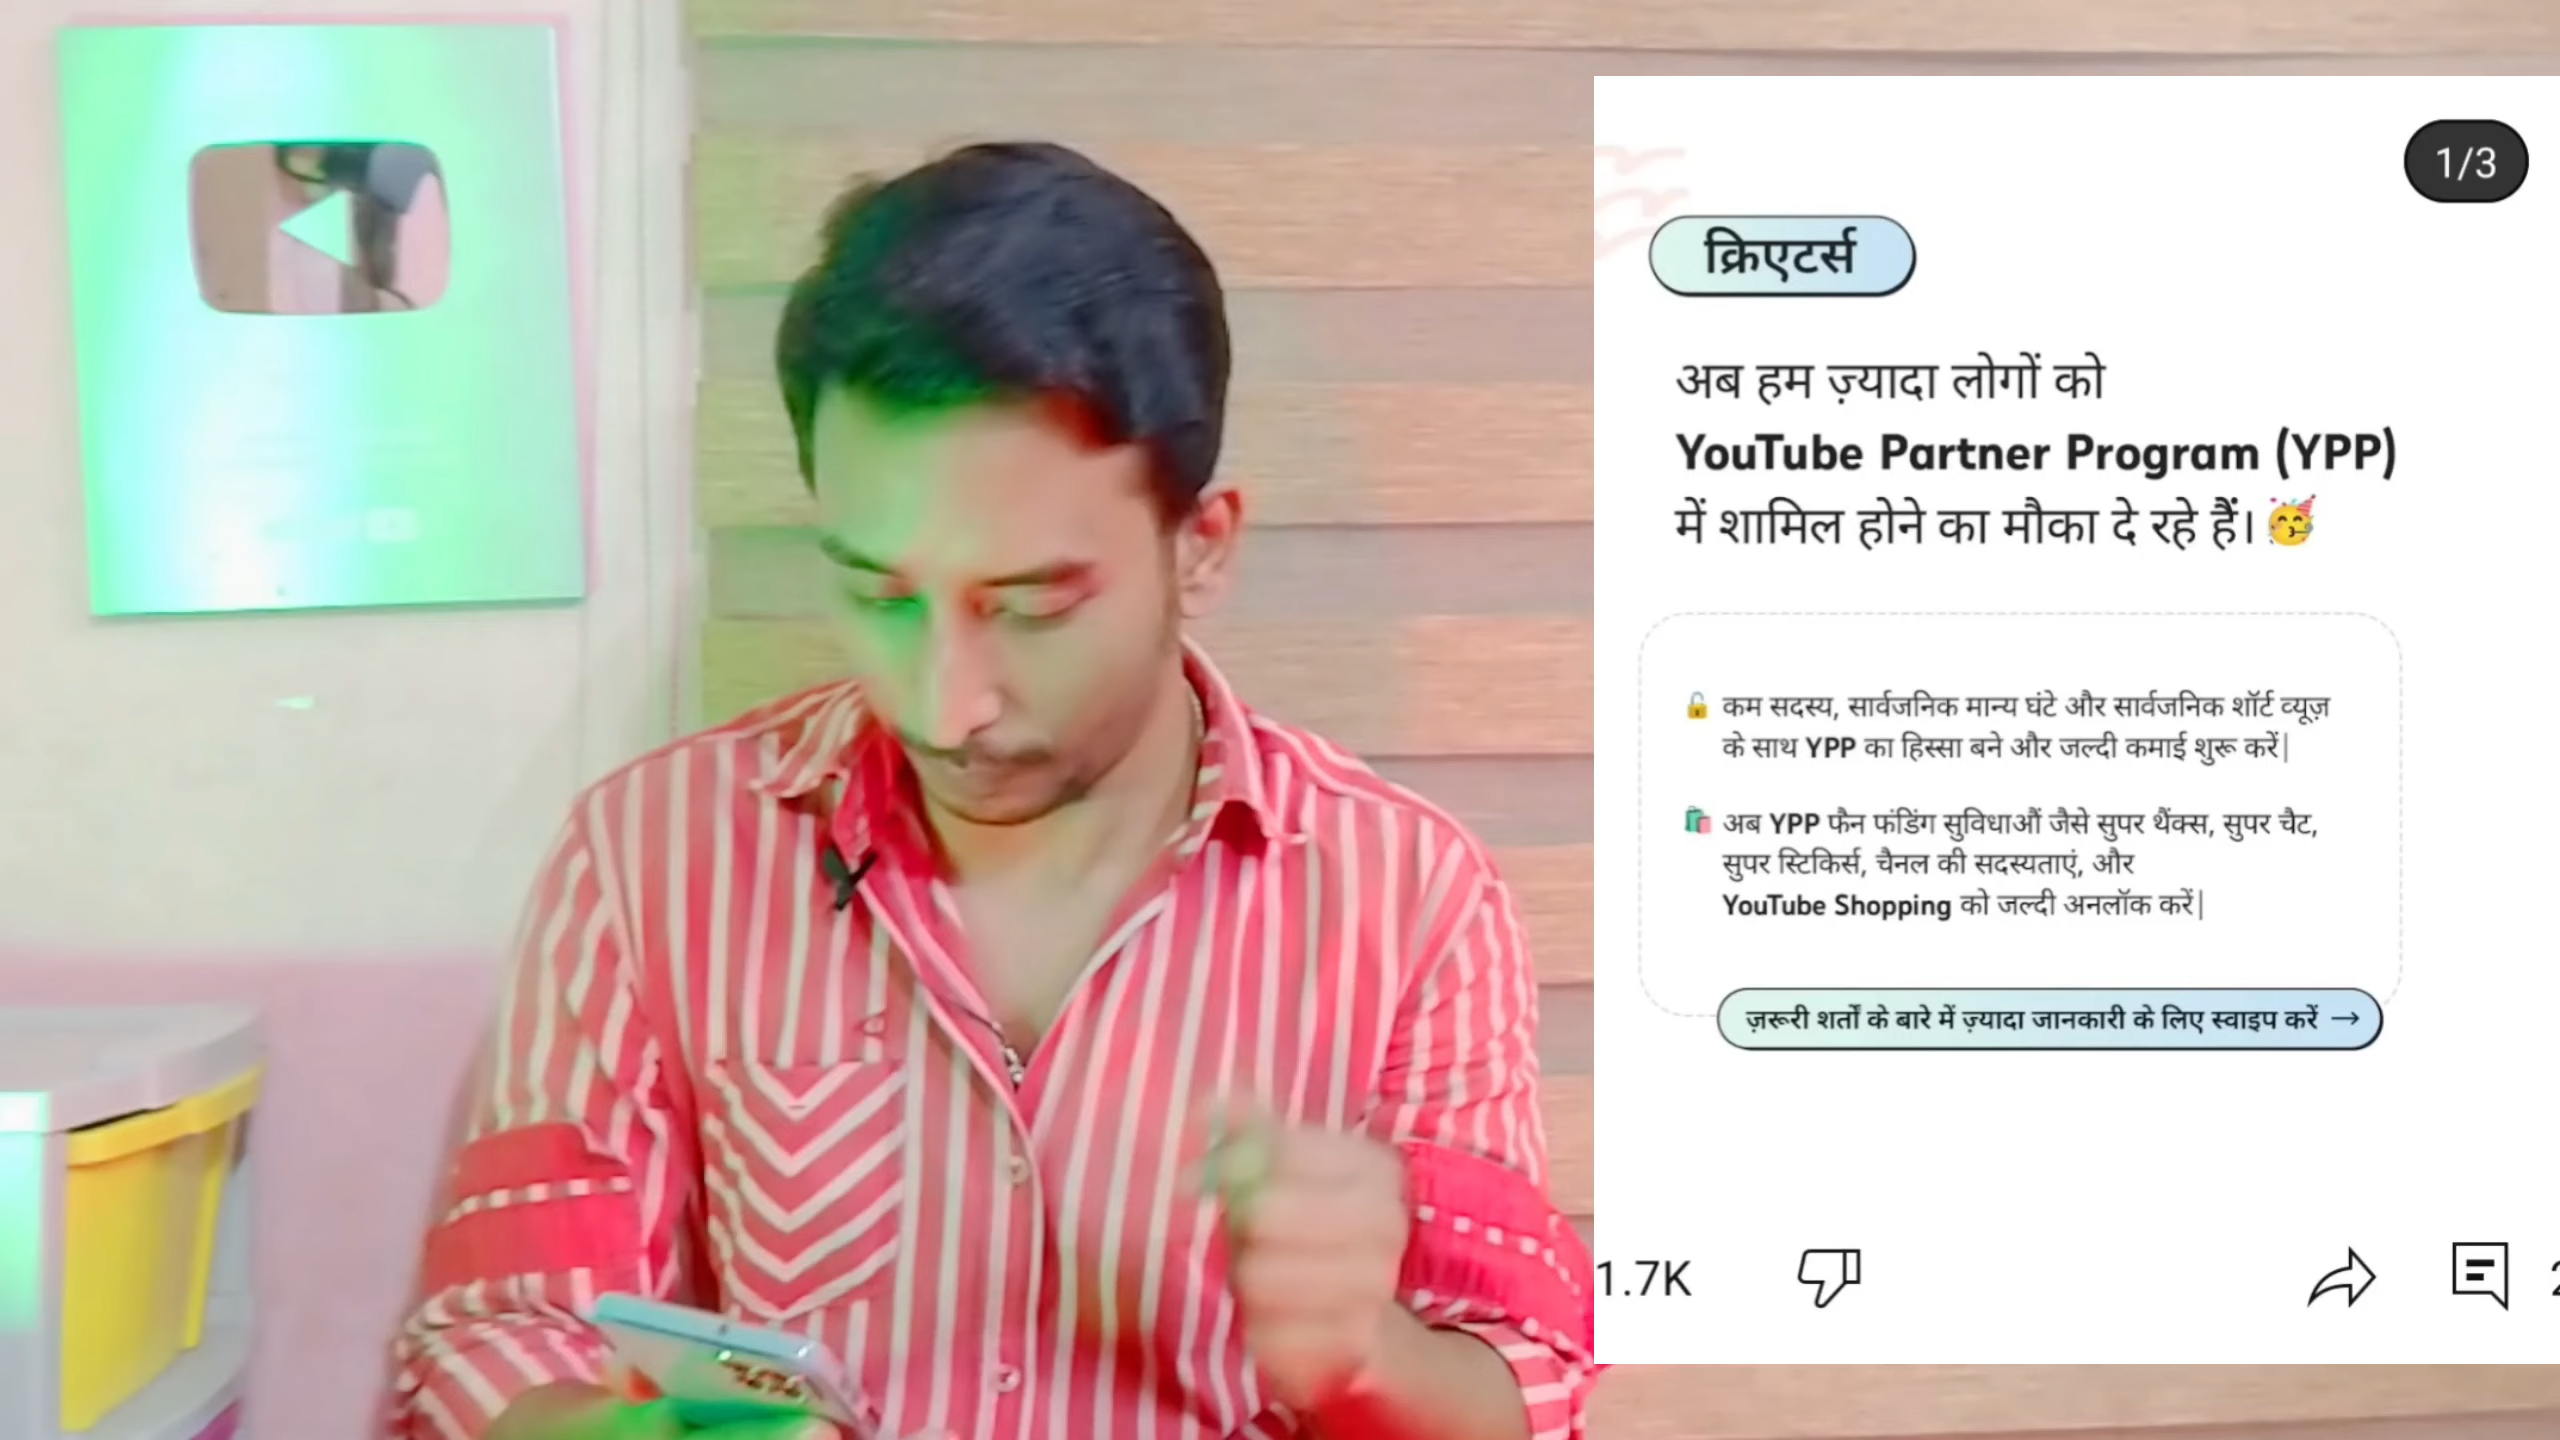 1/3
क्रिएटर्स
अब हम ज़्यादा लोगों को
YouTube Partner Program (YPP)
में शामिल होने का मौका दे रहे हैं। 🥳
🔓 कम सदस्य, सार्वजनिक मान्य घंटे और सार्वजनिक शॉर्ट व्यूज़
के साथ YPP का हिस्सा बने और जल्दी कमाई शुरू करें|
🛍️ अब YPP फैन फंडिंग सुविधाओं जैसे सुपर थैंक्स, सुपर चैट,
सुपर स्टिकर्स, चैनल की सदस्यताएं, और
YouTube Shopping को जल्दी अनलॉक करें|
ज़रूरी शर्तों के बारे में ज़्यादा जानकारी के लिए स्वाइप करें →
1.7K